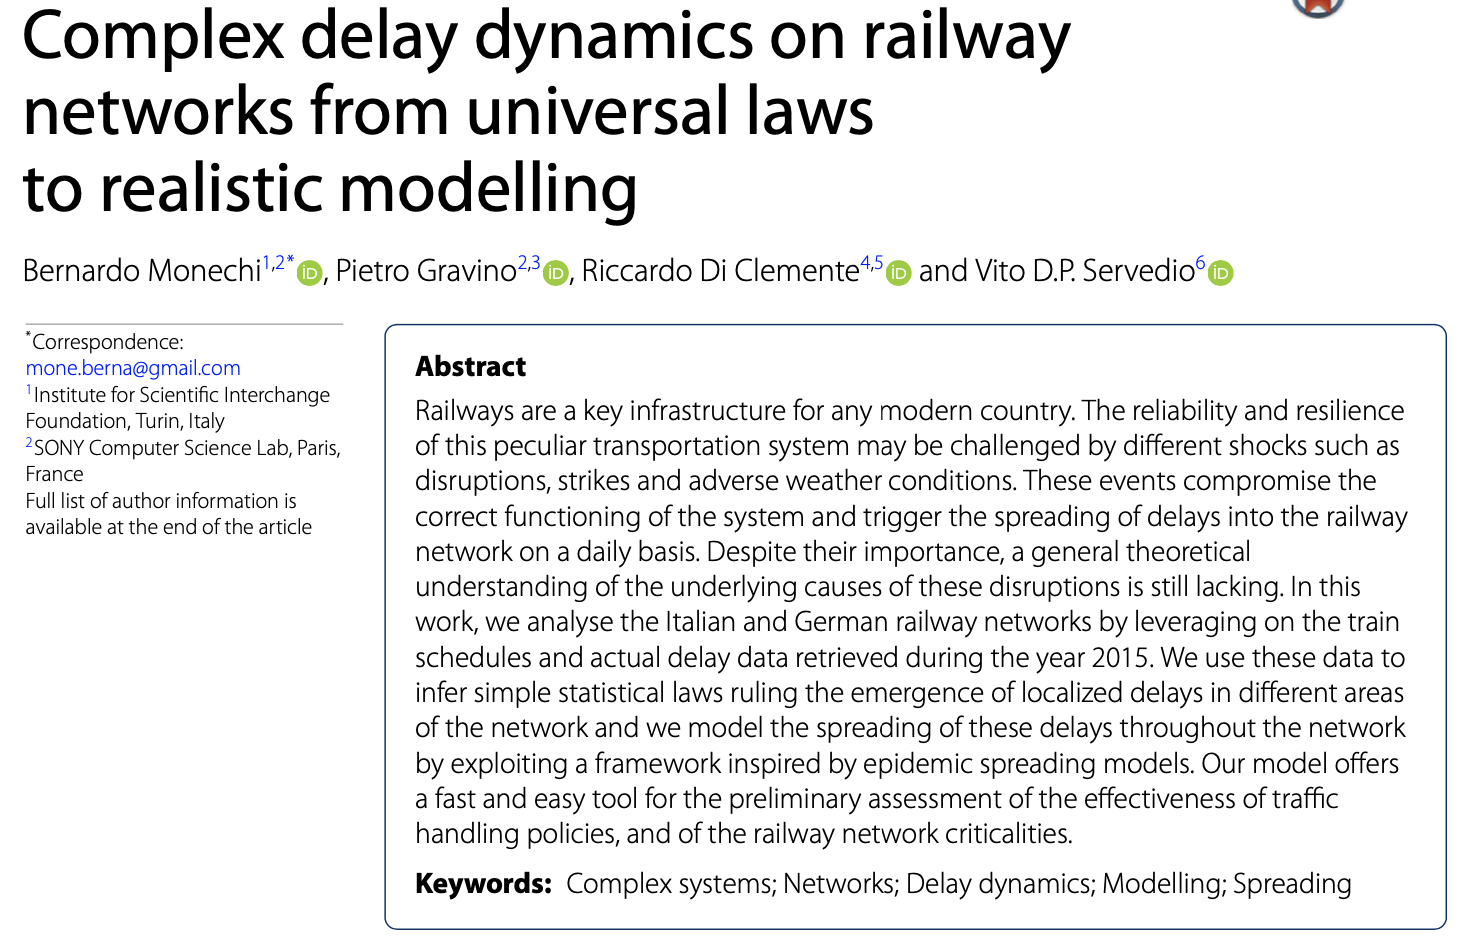 Complex delay dynamics on railway
networks from universal laws
to realistic modelling
Bernardo Monechi1,2* iD, Pietro Gravino2,3 iD, Riccardo Di Clemente4,5 iD and Vito D.P. Servedio6 iD
*Correspondence:
mone.berna@gmail.com
1Institute for Scientific Interchange
Foundation, Turin, Italy
2SONY Computer Science Lab, Paris,
France
Full list of author information is
available at the end of the article
Abstract
Railways are a key infrastructure for any modern country. The reliability and resilience
of this peculiar transportation system may be challenged by different shocks such as
disruptions, strikes and adverse weather conditions. These events compromise the
correct functioning of the system and trigger the spreading of delays into the railway
network on a daily basis. Despite their importance, a general theoretical
understanding of the underlying causes of these disruptions is still lacking. In this
work, we analyse the Italian and German railway networks by leveraging on the train
schedules and actual delay data retrieved during the year 2015. We use these data to
infer simple statistical laws ruling the emergence of localized delays in different areas
of the network and we model the spreading of these delays throughout the network
by exploiting a framework inspired by epidemic spreading models. Our model offers
a fast and easy tool for the preliminary assessment of the effectiveness of traffic
handling policies, and of the railway network criticalities.
Keywords: Complex systems; Networks; Delay dynamics; Modelling; Spreading